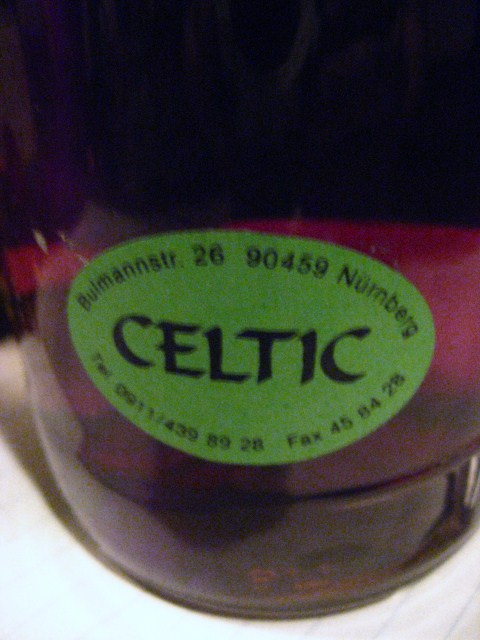 Bulmannstr. 26 90459 Nürnberg
CELTIC
Tel. 0911/439 89 28 Fax 45 84 28